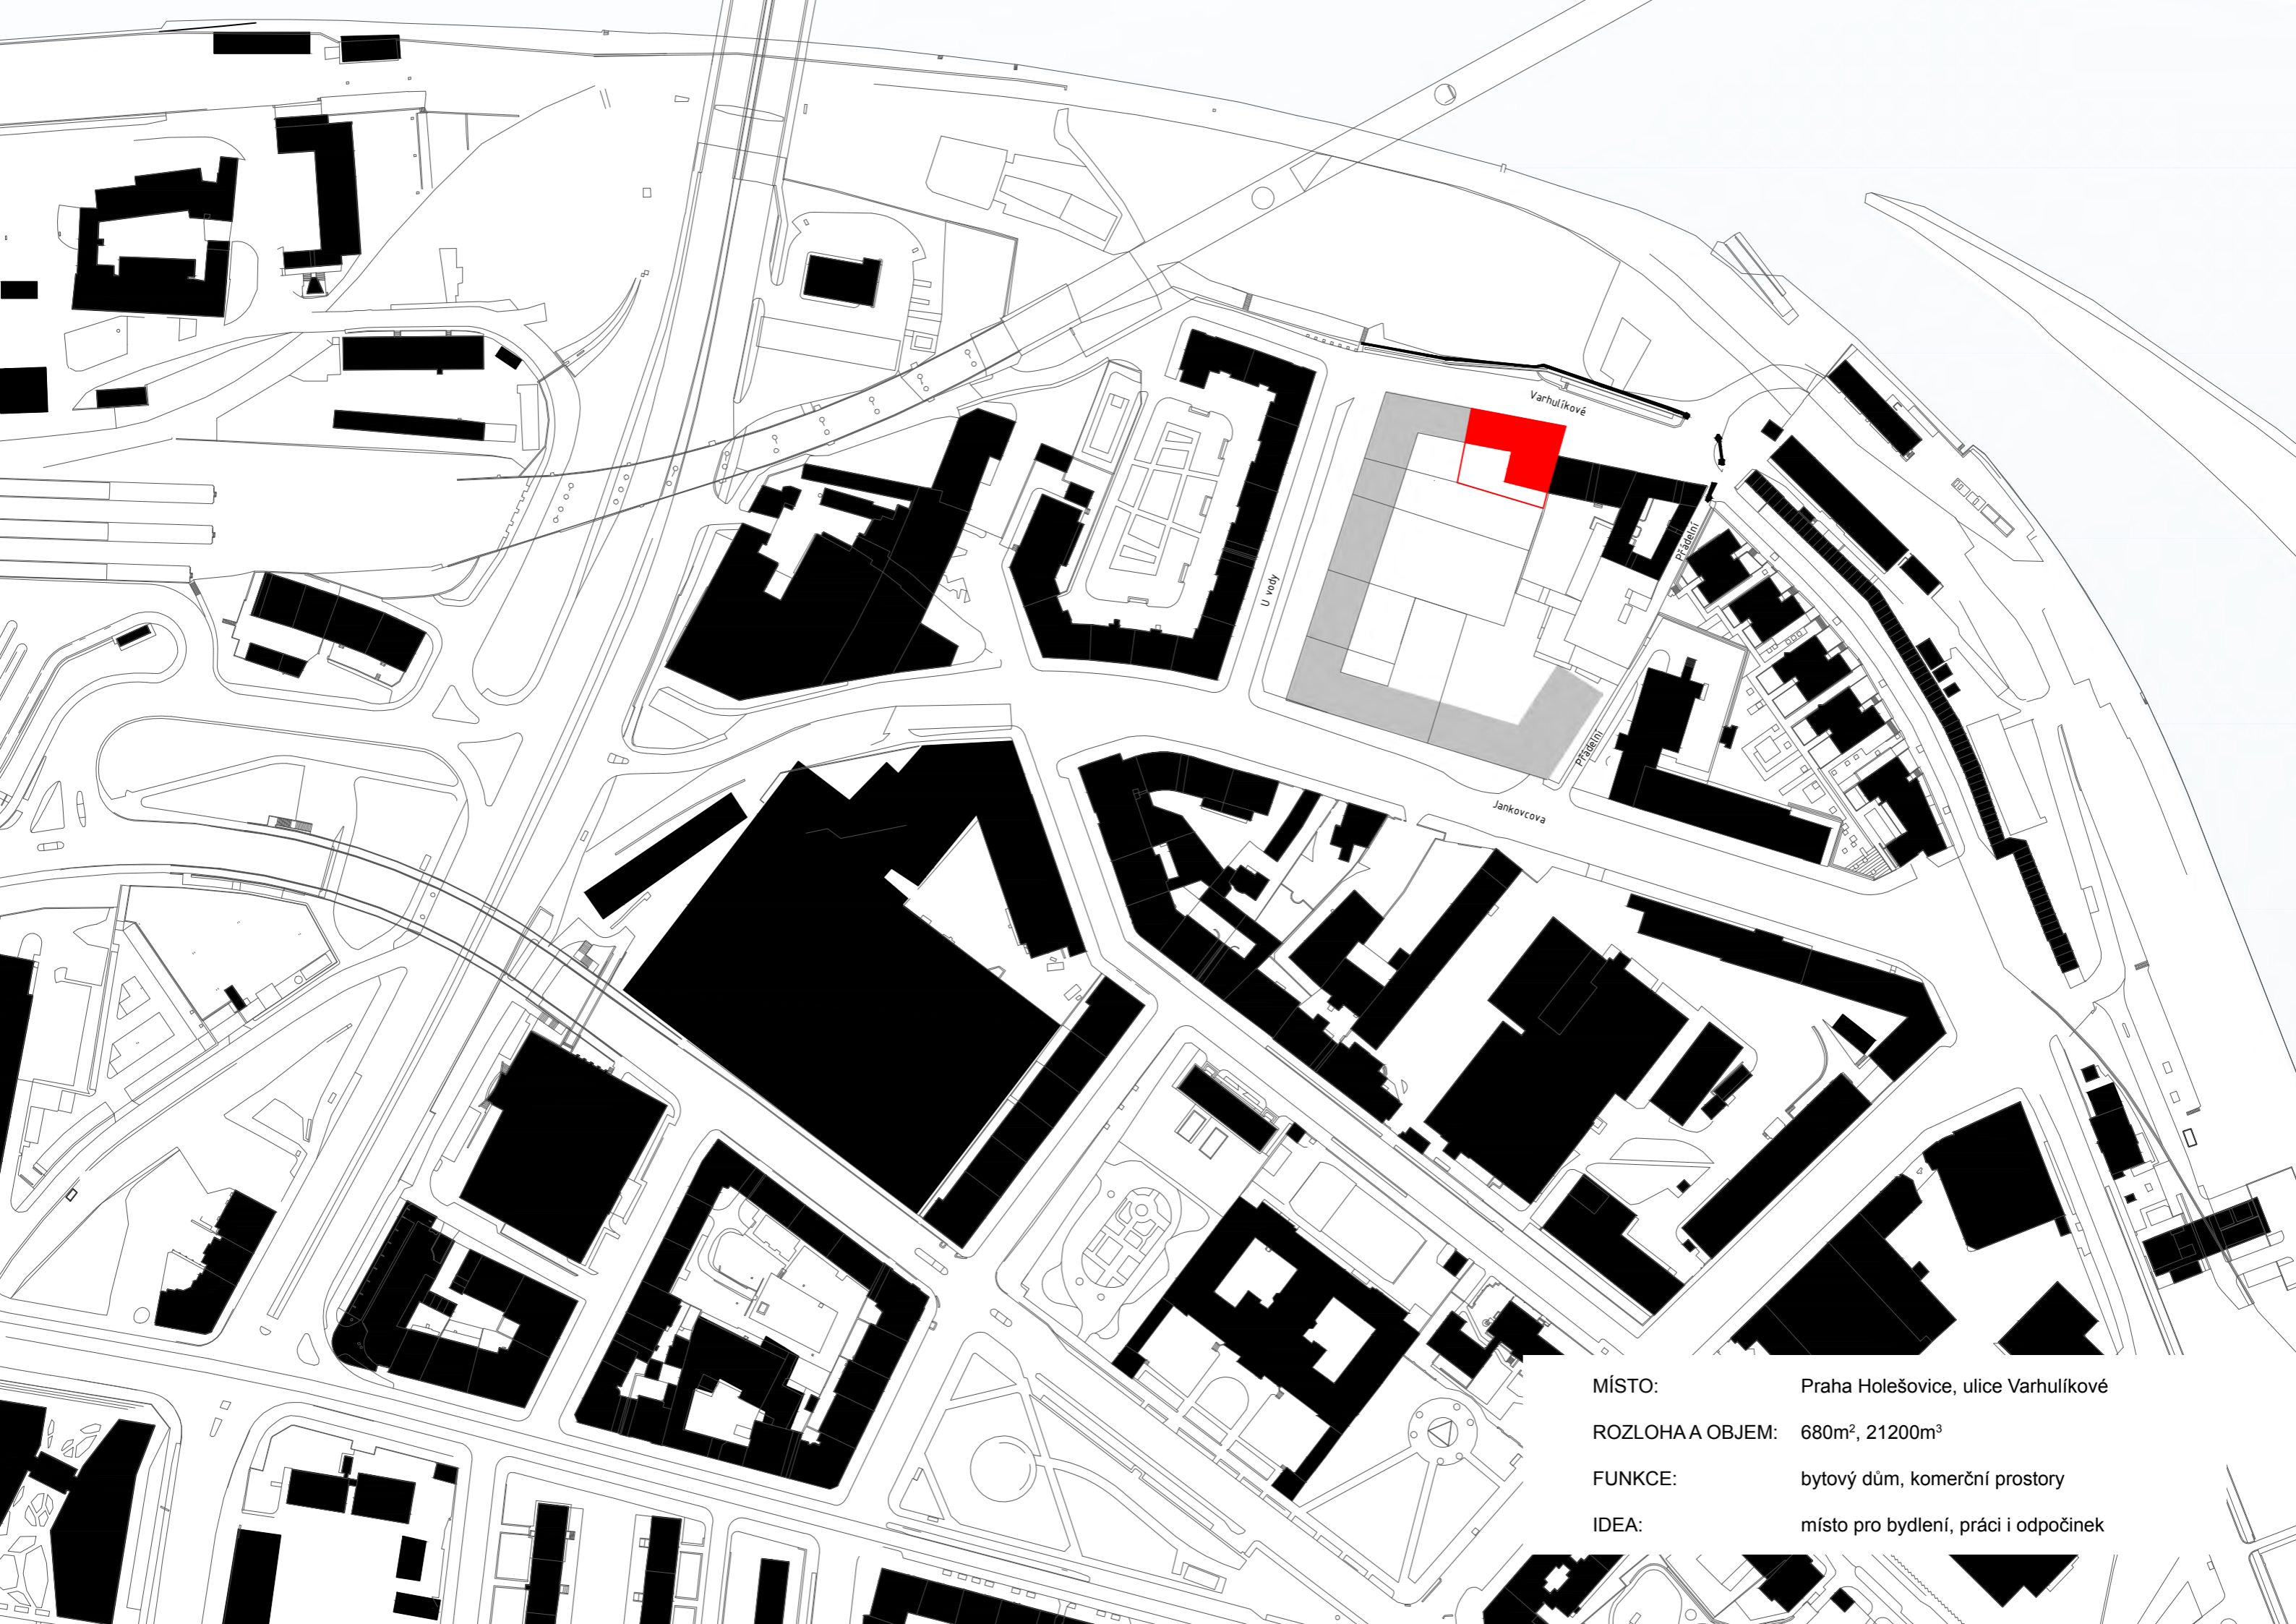 Varhulíkové
Přádelní
U vody
Přádelní
Jankovcova
MÍSTO: Praha Holešovice, ulice Varhulíkové
ROZLOHA A OBJEM: 680m², 21200m³
FUNKCE: bytový dům, komerční prostory
IDEA: místo pro bydlení, práci i odpočinek